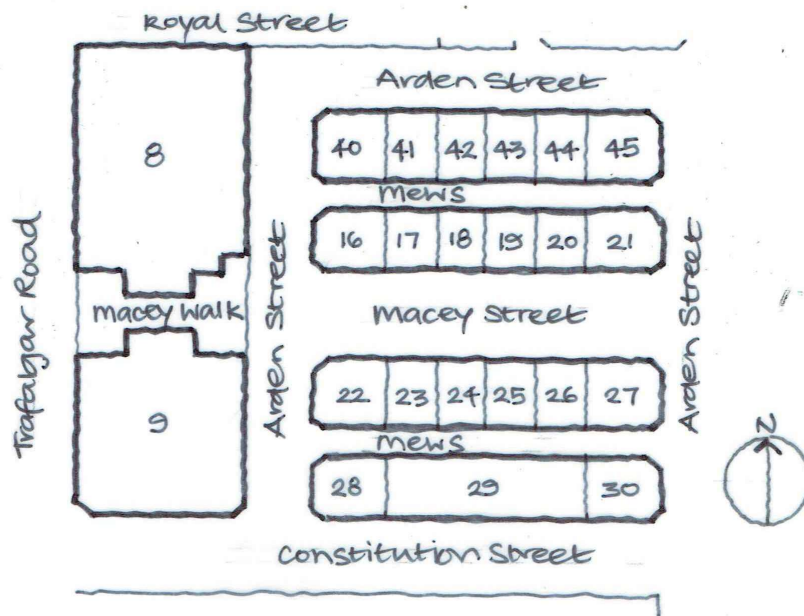 Royal Street
Arden Street
8
40 41 42 43 44 45
Mews
16 17 18 19 20 21
Trafalgar Road
Macey Walk
Arden Street
Macey Street
Arden Street
22 23 24 25 26 27
9
Mews
28 29 30
N
Constitution Street